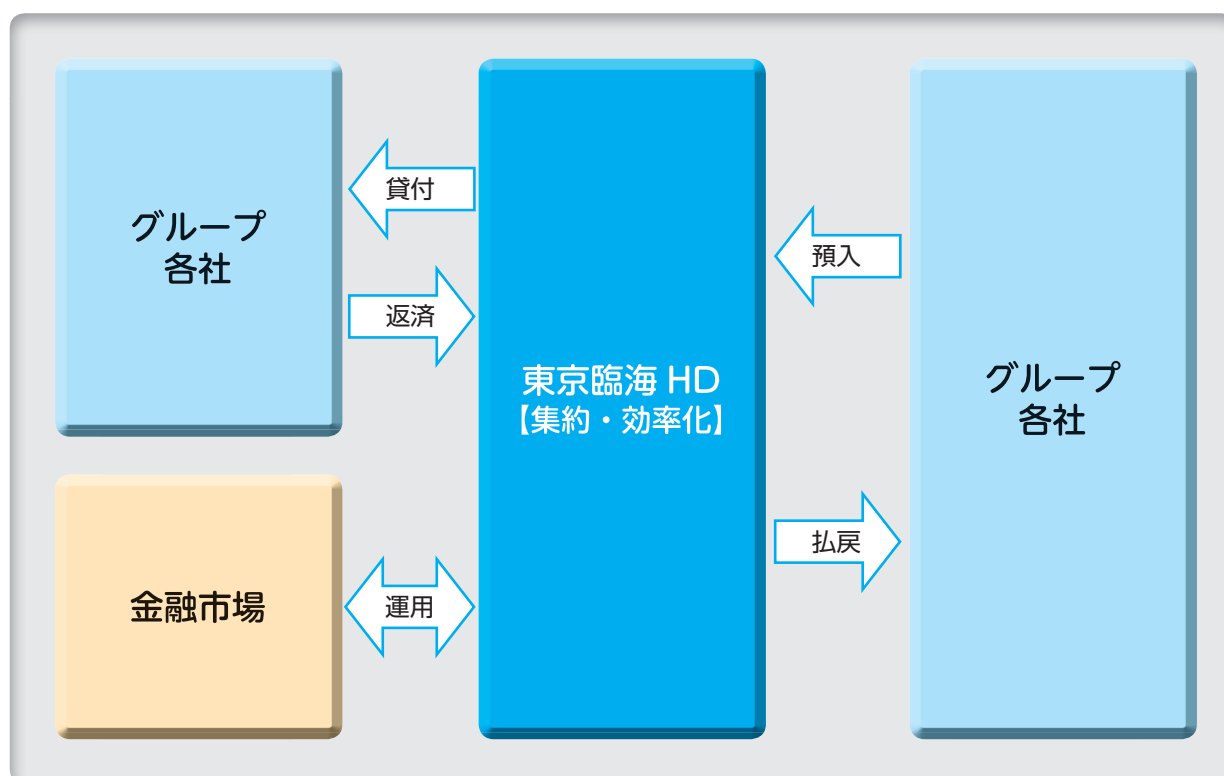 グループ
各社
貸付
返済
金融市場
運用
東京臨海 HD
【集約・効率化】
預入
払戻
グループ
各社